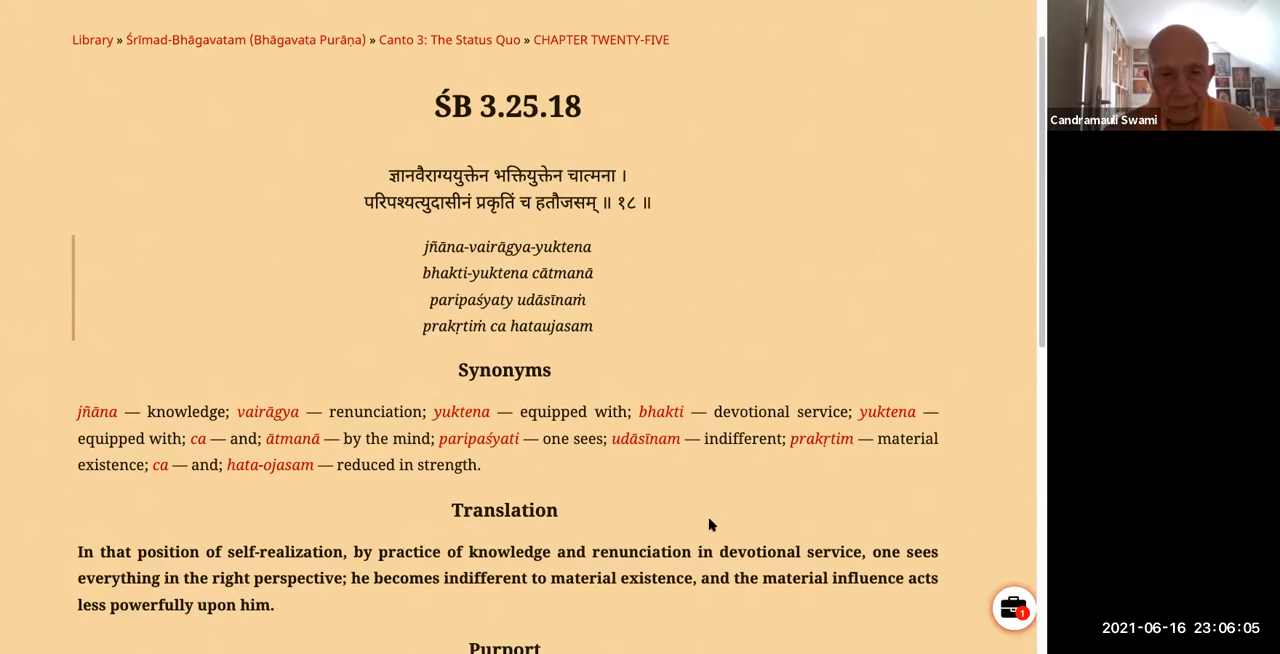 Library » Śrīmad-Bhāgavatam (Bhāgavata Purāṇa) » Canto 3: The Status Quo » CHAPTER TWENTY-FIVE
ŚB 3.25.18
ज्ञानवैराग्ययुक्तेन भक्तियुक्तेन चात्मना ।
परिपश्यत्युदासीनं प्रकृतिं च हतौजसम् ॥ १८ ॥
jñāna-vairāgya-yuktena
bhakti-yuktena cātmanā
paripaśyaty udāsīnaṁ
prakṛtiṁ ca hataujasam
Synonyms
jñāna — knowledge; vairāgya — renunciation; yuktena — equipped with; bhakti — devotional service; yuktena —
equipped with; ca — and; ātmanā — by the mind; paripaśyati — one sees; udāsīnam — indifferent; prakṛtim — material
existence; ca — and; hata-ojasam — reduced in strength.
Translation
In that position of self-realization, by practice of knowledge and renunciation in devotional service, one sees
everything in the right perspective; he becomes indifferent to material existence, and the material influence acts
less powerfully upon him.
Purport
Candramauli Swami
1
2021-06-16 23:06:05